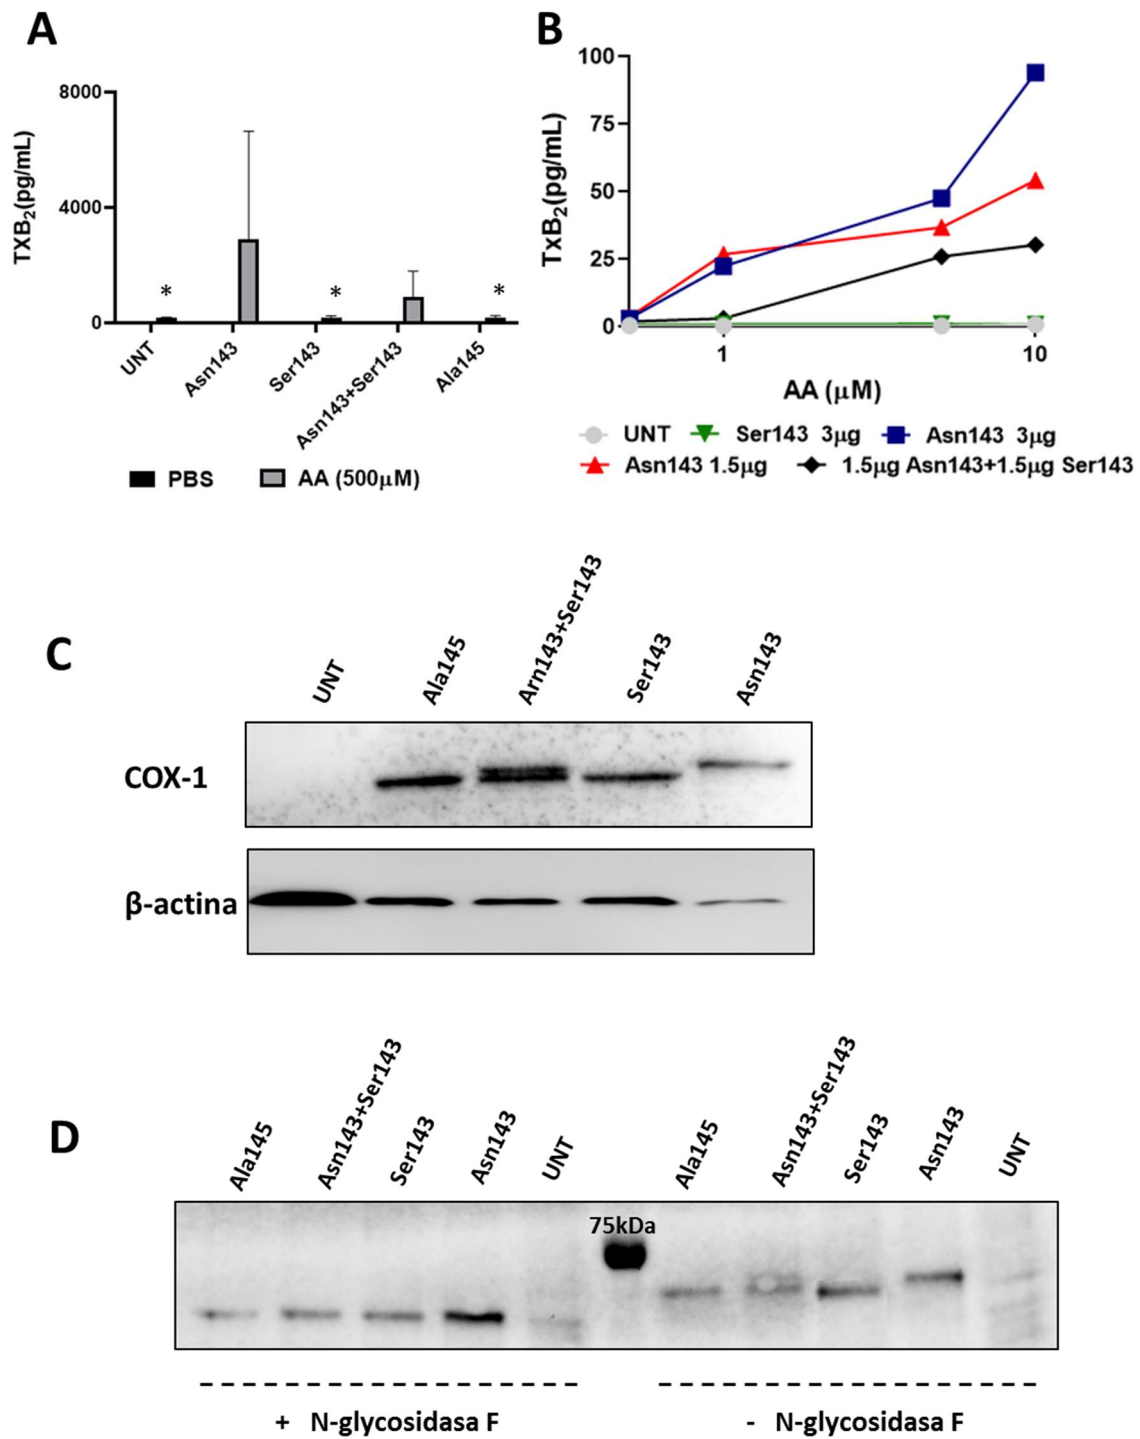 A
8000
4000
0
TXB2(pg/mL)
*
*
*
UNT
Asn143
Ser143
Asn143+Ser143
Ala145
PBS
AA (500μM)
B
100
75
50
25
0
TxB2(pg/mL)
1
10
AA (μM)
UNT
Ser143 3μg
Asn143 3μg
Asn143 1.5μg
1.5μg Asn143+1.5μg Ser143
C
UNT
Ala145
Arn143+Ser143
Ser143
Asn143
COX-1
β-actina
D
Ala145
Asn143+Ser143
Ser143
Asn143
UNT
75kDa
Ala145
Asn143+Ser143
Ser143
Asn143
UNT
+ N-glycosidasa F
- N-glycosidasa F